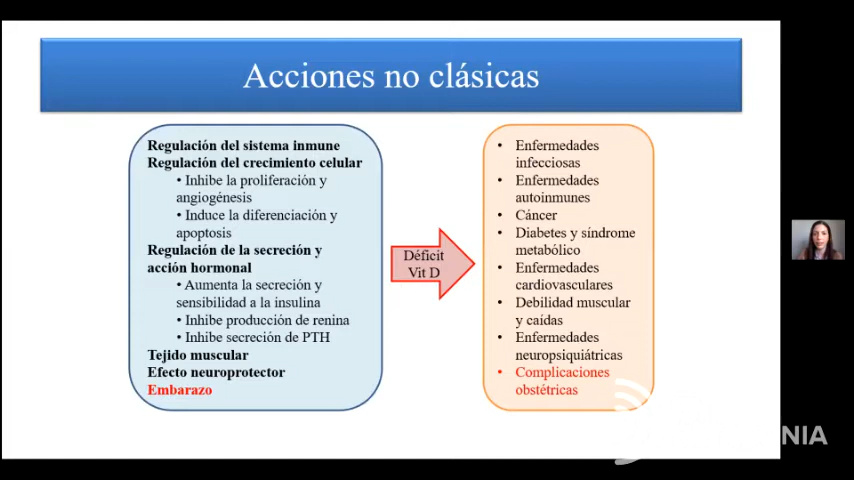 Acciones no clásicas
Regulación del sistema inmune
Regulación del crecimiento celular
• Inhibe la proliferación y
angiogénesis
• Induce la diferenciación y
apoptosis
Regulación de la secreción y
acción hormonal
• Aumenta la secreción y
sensibilidad a la insulina
• Inhibe producción de renina
• Inhibe secreción de PTH
Tejido muscular
Efecto neuroprotector
Embarazo
Déficit
Vit D
• Enfermedades
infecciosas
• Enfermedades
autoinmunes
• Cáncer
• Diabetes y síndrome
metabólico
• Enfermedades
cardiovasculares
• Debilidad muscular
y caídas
• Enfermedades
neuropsiquiátricas
• Complicaciones
obstétricas
NIA